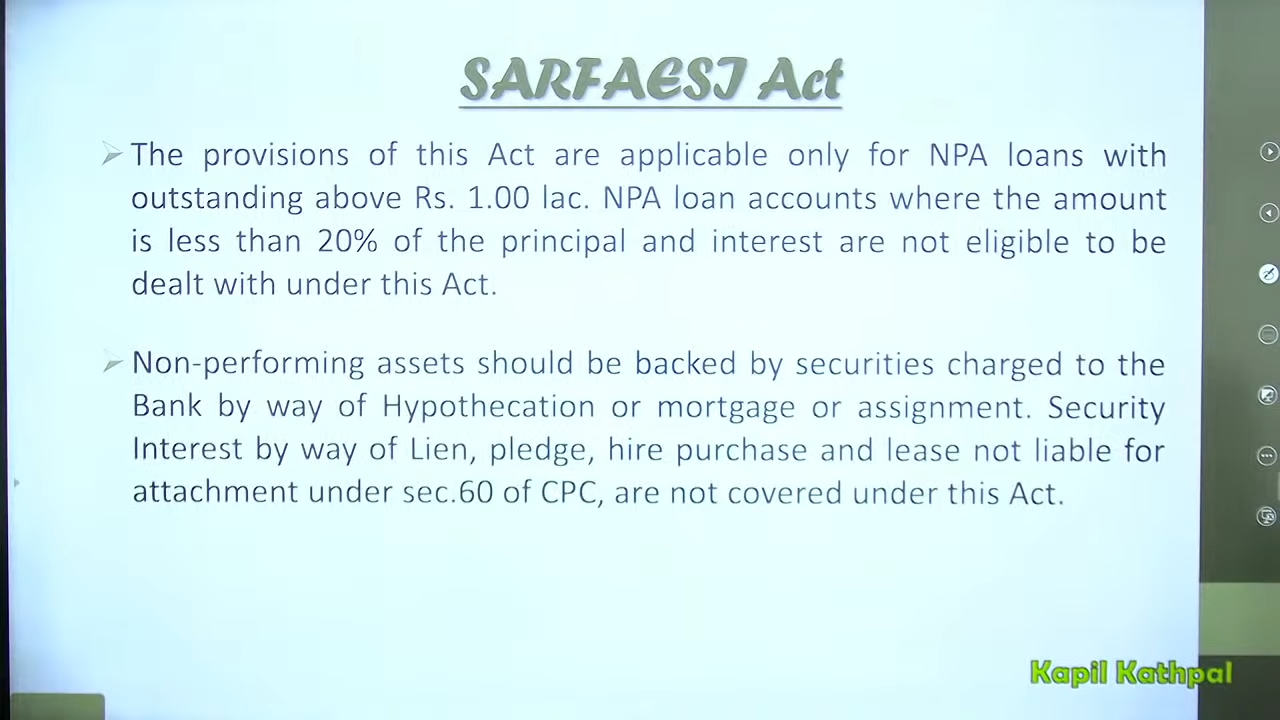 SARFAESI Act
The provisions of this Act are applicable only for NPA loans with
outstanding above Rs. 1.00 lac. NPA loan accounts where the amount
is less than 20% of the principal and interest are not eligible to be
dealt with under this Act.
Non-performing assets should be backed by securities charged to the
Bank by way of Hypothecation or mortgage or assignment. Security
Interest by way of Lien, pledge, hire purchase and lease not liable for
attachment under sec.60 of CPC, are not covered under this Act.
Kapil Kathpal